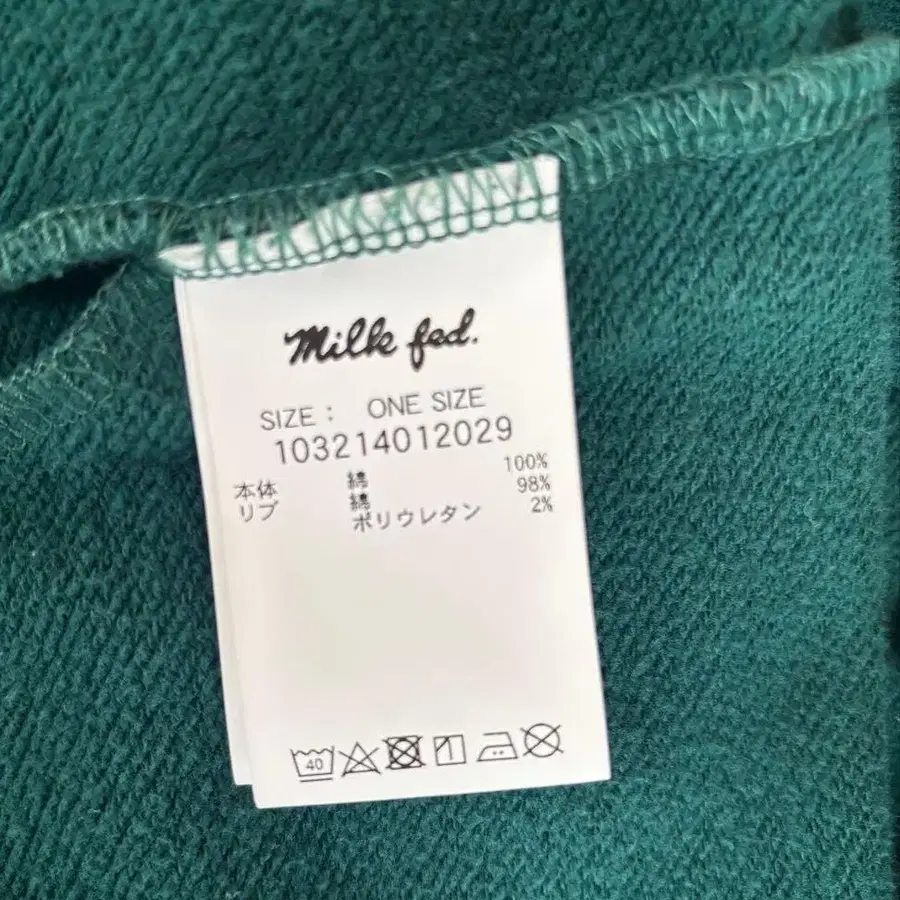 Milk fed.
SIZE : ONE SIZE
103214012029
本体 綿 100%
リブ 綿 98%
ポリウレタン 2%
40